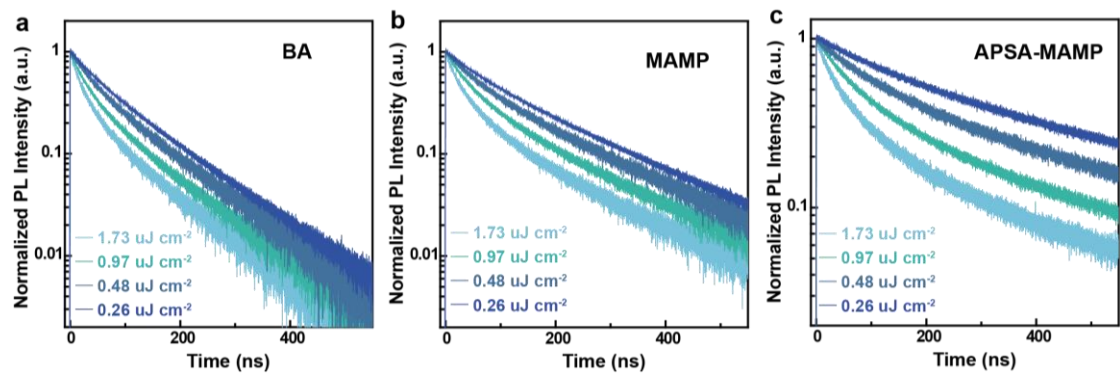 a
BA
Normalized PL Intensity (a.u.)
1
0.1
0.01
1.73 uJ cm⁻²
0.97 uJ cm⁻²
0.48 uJ cm⁻²
0.26 uJ cm⁻²
0
200
400
Time (ns)
b
MAMP
Normalized PL Intensity (a.u.)
1
0.1
0.01
1.73 uJ cm⁻²
0.97 uJ cm⁻²
0.48 uJ cm⁻²
0.26 uJ cm⁻²
0
200
400
Time (ns)
c
APSA-MAMP
Normalized PL Intensity (a.u.)
1
0.1
1.73 uJ cm⁻²
0.97 uJ cm⁻²
0.48 uJ cm⁻²
0.26 uJ cm⁻²
0
200
400
Time (ns)